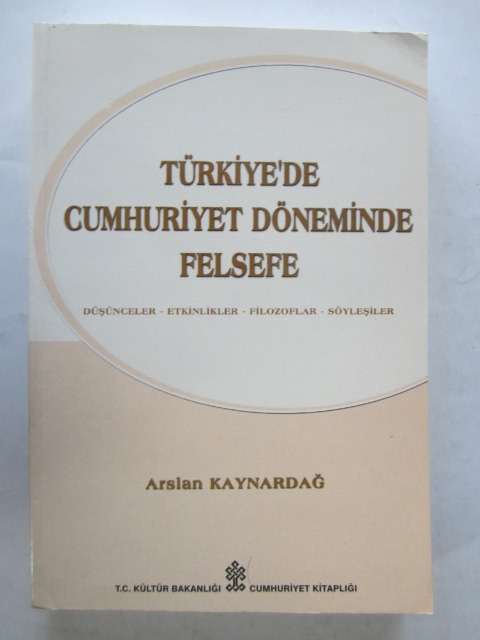 TÜRKİYE'DE
CUMHURİYET DÖNEMİNDE
FELSEFE
DÜŞÜNCELER - ETKİNLİKLER - FİLOZOFLAR - SÖYLEŞİLER
Arslan KAYNARDAĞ
T.C. KÜLTÜR BAKANLIĞI CUMHURİYET KİTAPLIĞI